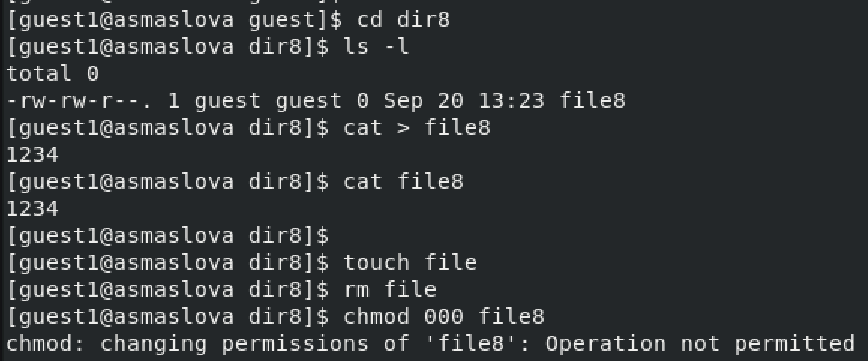 [guest1@asmaslova guest]$ cd dir8
[guest1@asmaslova dir8]$ ls -l
total 0
-rw-rw-r--. 1 guest guest 0 Sep 20 13:23 file8
[guest1@asmaslova dir8]$ cat > file8
1234
[guest1@asmaslova dir8]$ cat file8
1234
[guest1@asmaslova dir8]$
[guest1@asmaslova dir8]$ touch file
[guest1@asmaslova dir8]$ rm file
[guest1@asmaslova dir8]$ chmod 000 file8
chmod: changing permissions of 'file8': Operation not permitted